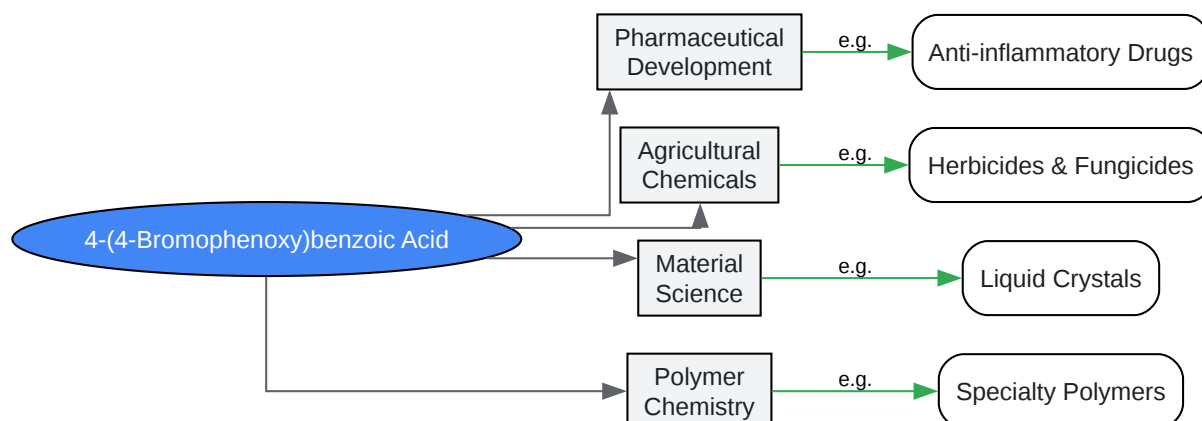 Pharmaceutical
Development
e.g.
Anti-inflammatory Drugs
Agricultural
Chemicals
e.g.
Herbicides & Fungicides
4-(4-Bromophenoxy)benzoic Acid
Material
Science
e.g.
Liquid Crystals
Polymer
Chemistry
e.g.
Specialty Polymers